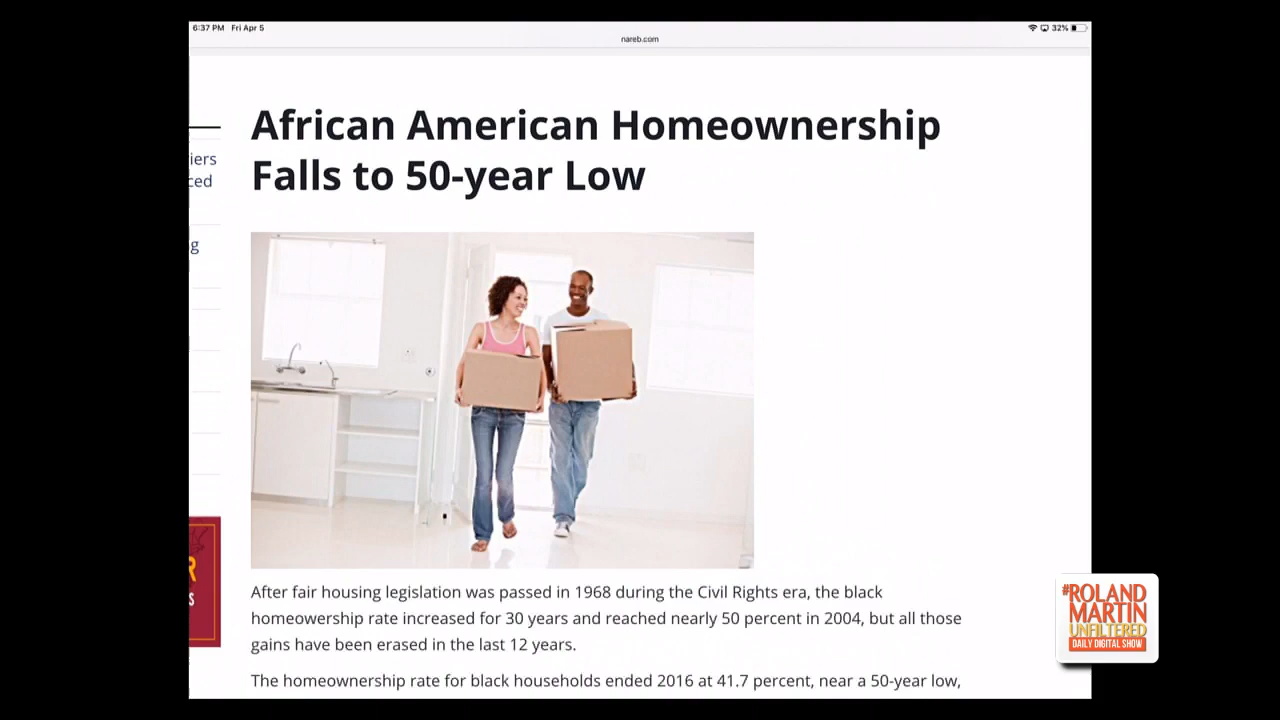 6:37 PM Fri Apr 5
32%
nareb.com
African American Homeownership
Falls to 50-year Low
iers
ced
g
R
S
After fair housing legislation was passed in 1968 during the Civil Rights era, the black
homeowership rate increased for 30 years and reached nearly 50 percent in 2004, but all those
gains have been erased in the last 12 years.
The homeownership rate for black households ended 2016 at 41.7 percent, near a 50-year low,
#ROLAND
MARTIN
UNFILTERED
DAILY DIGITAL SHOW